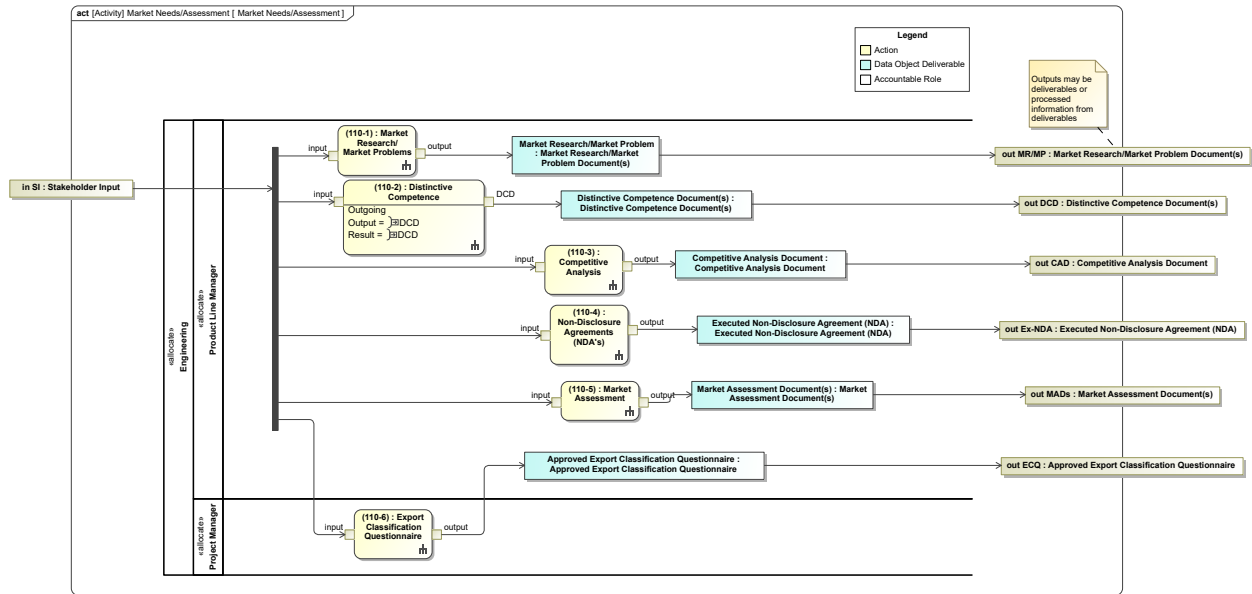 act [Activity] Market Needs/Assessment [ Market Needs/Assessment ]
Legend
Action
Data Object Deliverable
Accountable Role
Outputs may be
deliverables or
processed
information from
deliverables
in SI : Stakeholder Input
«allocate»
Engineering
«allocate»
Product Line Manager
«allocate»
Project Manager
input
(110-1) : Market
Research/
Market Problems
output
Market Research/Market Problem
: Market Research/Market
Problem Document(s)
out MR/MP : Market Research/Market Problem Document(s)
input
(110-2) : Distinctive
Competence
Outgoing
Output = DCD
Result = DCD
DCD
Distinctive Competence Document(s) :
Distinctive Competence Document(s)
out DCD : Distinctive Competence Document(s)
input
(110-3) :
Competitive
Analysis
output
Competitive Analysis Document :
Competitive Analysis Document
out CAD : Competitive Analysis Document
input
(110-4) :
Non-Disclosure
Agreements
(NDA's)
output
Executed Non-Disclosure Agreement (NDA) :
Executed Non-Disclosure Agreement (NDA)
out Ex-NDA : Executed Non-Disclosure Agreement (NDA)
input
(110-5) : Market
Assessment
output
Market Assessment Document(s) : Market
Assessment Document(s)
out MADs : Market Assessment Document(s)
Approved Export Classification Questionnaire :
Approved Export Classification Questionnaire
out ECQ : Approved Export Classification Questionnaire
input
(110-6) : Export
Classification
Questionnaire
output